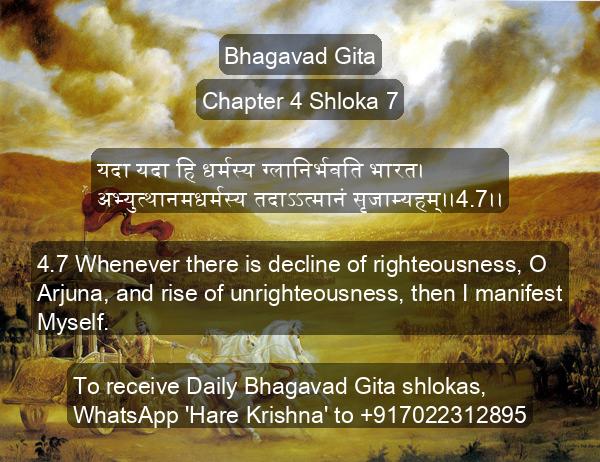 Bhagavad Gita
Chapter 4 Shloka 7
यदा यदा हि धर्मस्य ग्लानिर्भवति भारत।
अभ्युत्थानमधर्मस्य तदाऽऽत्मानं सृजाम्यहम्।।4.7।।
4.7 Whenever there is decline of righteousness, O
Arjuna, and rise of unrighteousness, then I manifest
Myself.
To receive Daily Bhagavad Gita shlokas,
WhatsApp 'Hare Krishna' to +917022312895